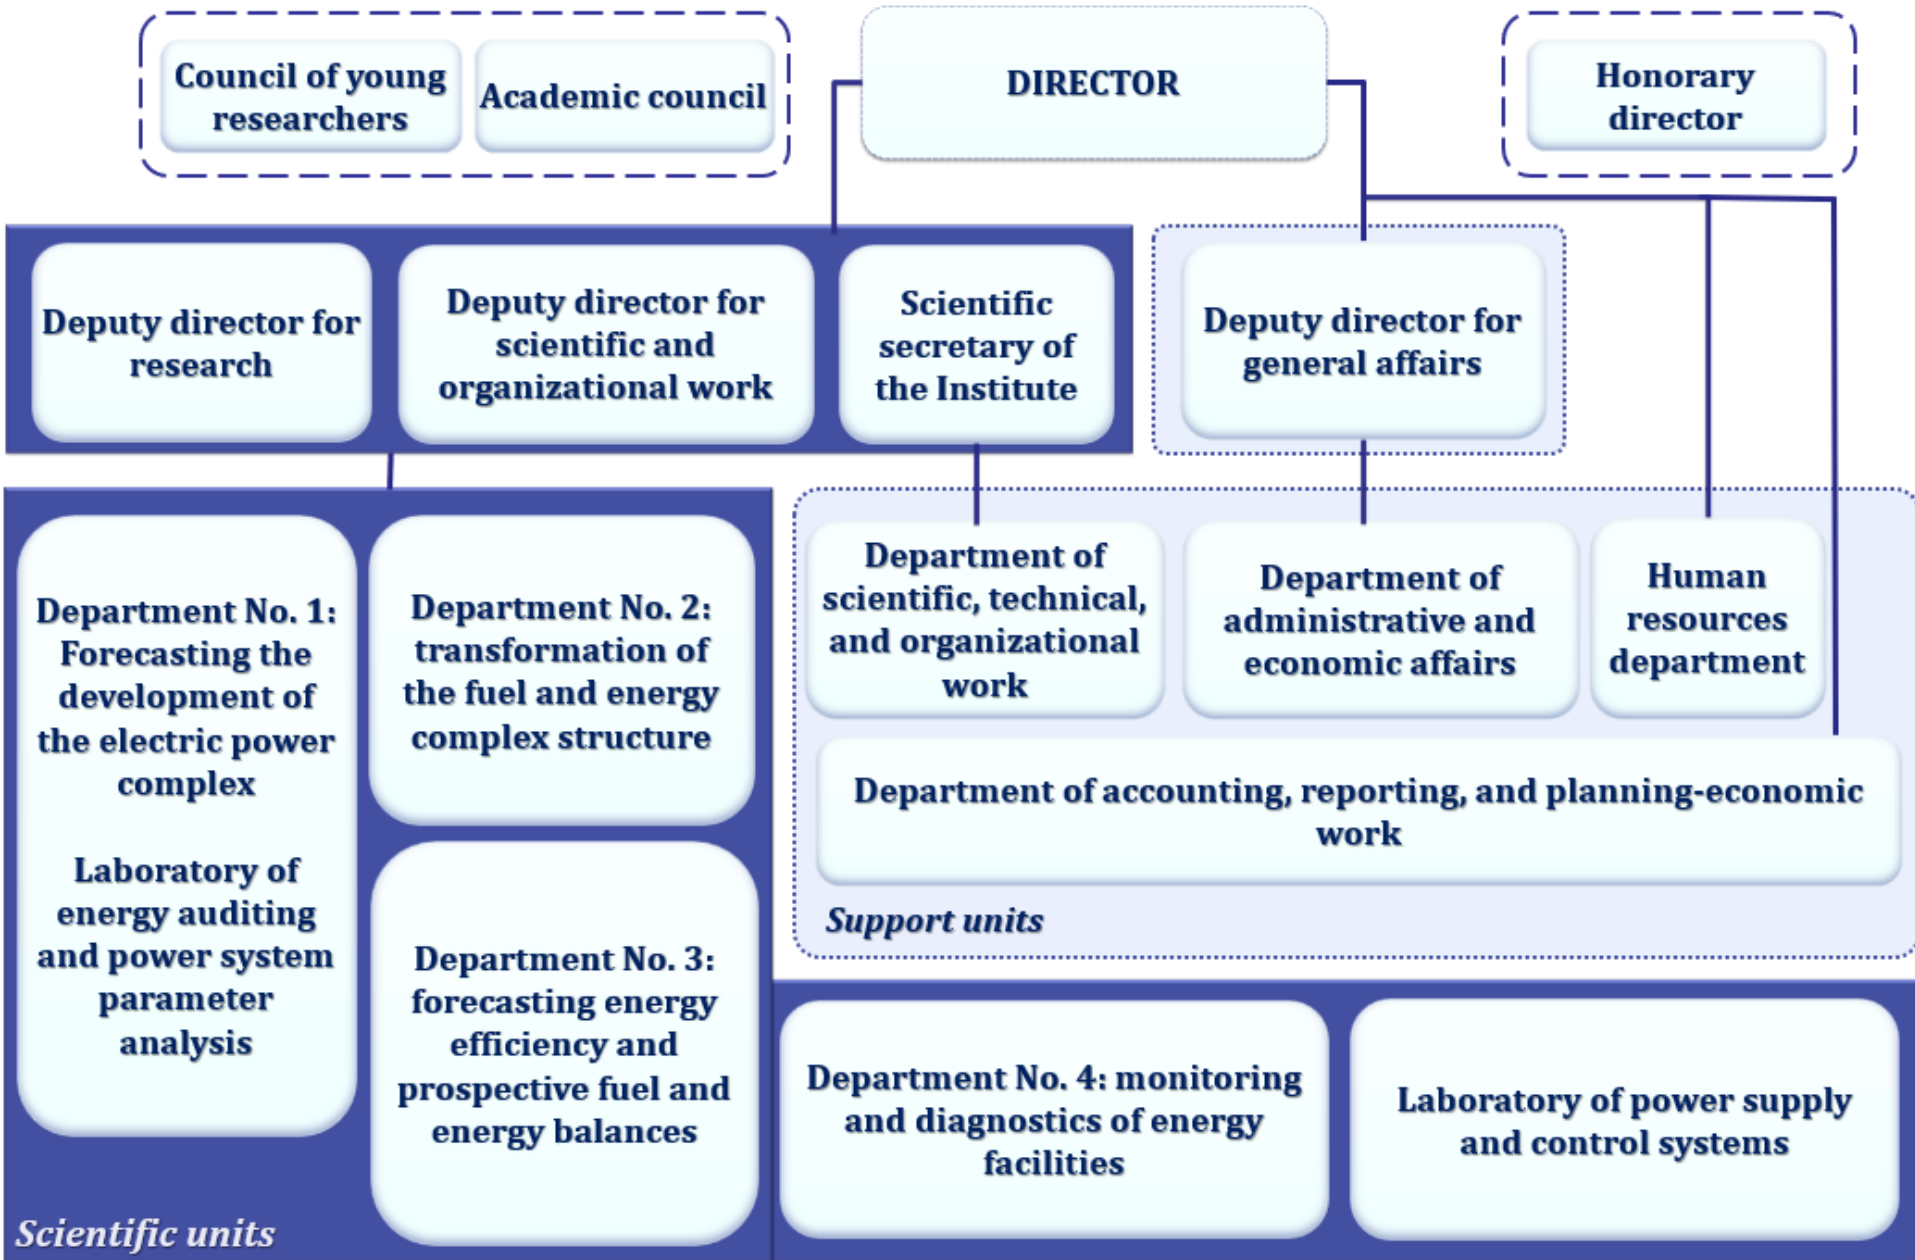 Council of young
researchers
Academic council
DIRECTOR
Honorary
director
Deputy director for
research
Deputy director for
scientific and
organizational work
Scientific
secretary of
the Institute
Deputy director for
general affairs
Department No. 1:
Forecasting the
development of
the electric power
complex
Laboratory of
energy auditing
and power system
parameter
analysis
Department No. 2:
transformation of
the fuel and energy
complex structure
Department No. 3:
forecasting energy
efficiency and
prospective fuel and
energy balances
Scientific units
Department of
scientific, technical,
and organizational
work
Department of
administrative and
economic affairs
Human
resources
department
Department of accounting, reporting, and planning-economic
work
Support units
Department No. 4: monitoring
and diagnostics of energy
facilities
Laboratory of power supply
and control systems